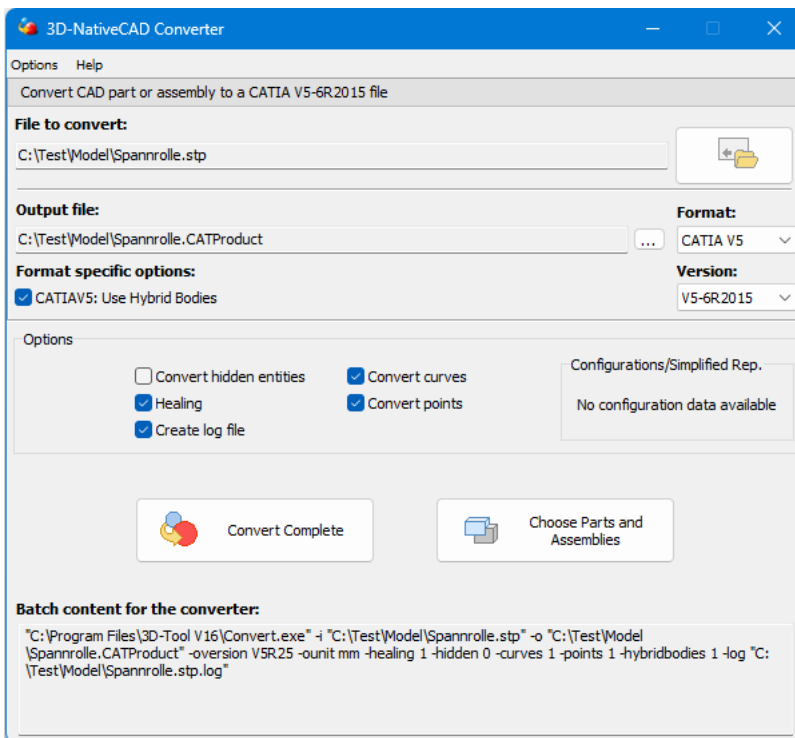 3D-NativeCAD Converter
Options Help
Convert CAD part or assembly to a CATIA V5-6R2015 file
File to convert:
C:\Test\Model\Spannrolle.stp
Output file:
Format:
C:\Test\Model\Spannrolle.CATProduct
...
CATIA V5
Format specific options:
Version:
CATIAV5: Use Hybrid Bodies
V5-6R2015
Options
Convert hidden entities
Convert curves
Healing
Convert points
Create log file
Configurations/Simplified Rep.
No configuration data available
Convert Complete
Choose Parts and
Assemblies
Batch content for the converter:
"C:\Program Files\3D-Tool V16\Convert.exe" -i "C:\Test\Model\Spannrolle.stp" -o "C:\Test\Model
\Spannrolle.CATProduct" -oversion V5R25 -ounit mm -healing 1 -hidden 0 -curves 1 -points 1 -hybridbodies 1 -log "C:
\Test\Model\Spannrolle.stp.log"